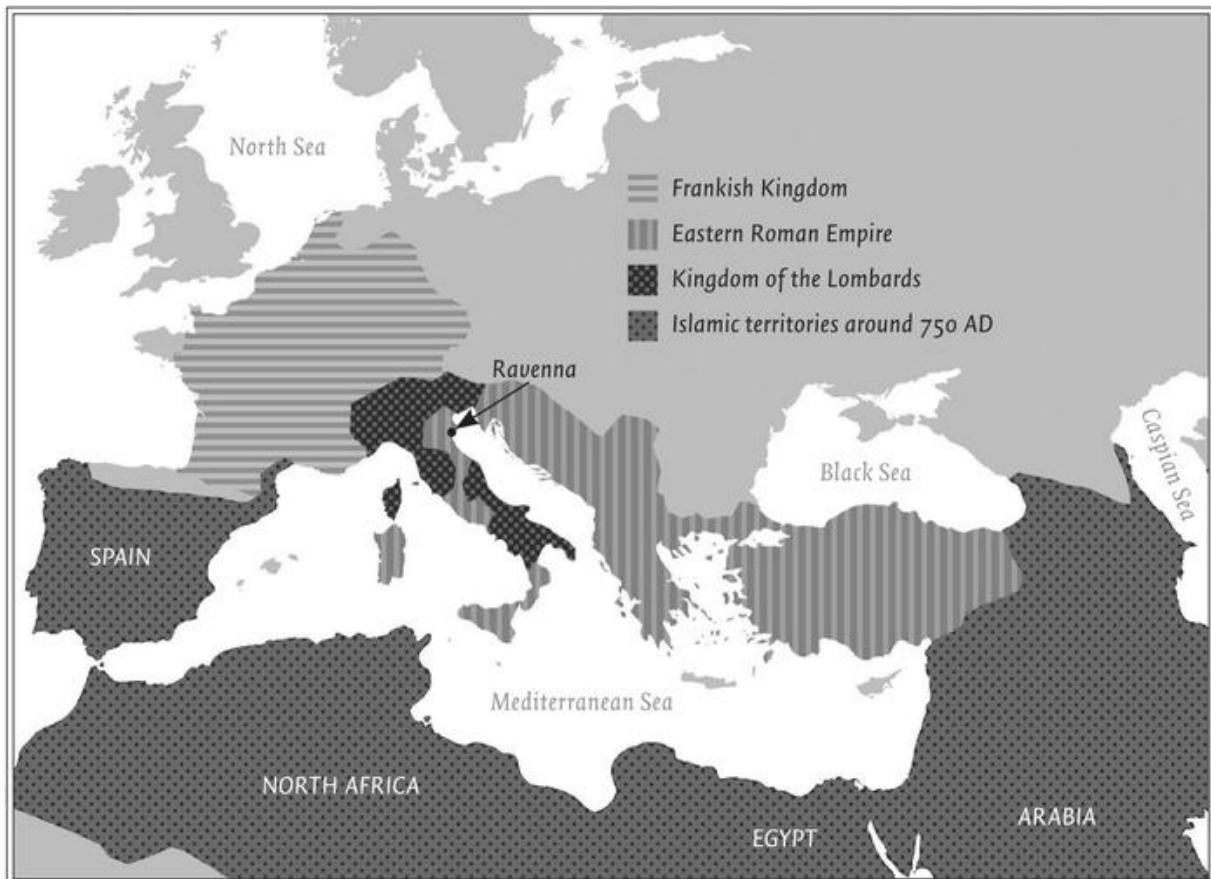 North Sea
Frankish Kingdom
Eastern Roman Empire
Kingdom of the Lombards
Islamic territories around 750 AD
Ravenna
Black Sea
Caspian Sea
SPAIN
Mediterranean Sea
NORTH AFRICA
EGYPT
ARABIA